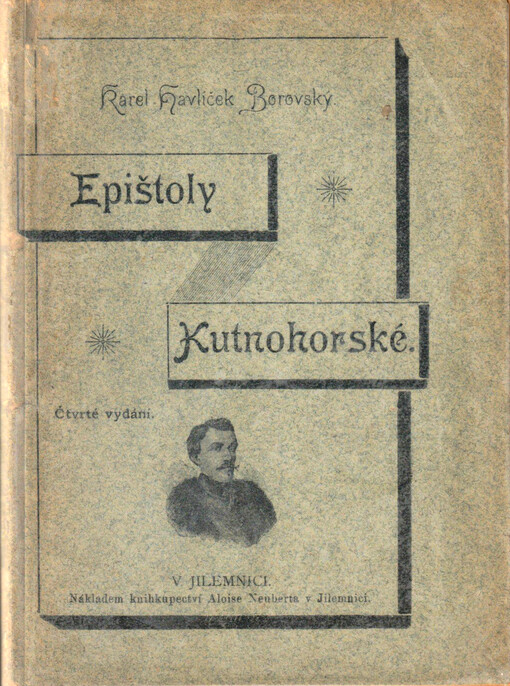 Karel Havlíček Borovský.
Epištoly
Kutnohorské.
Čtvrté vydání.
V JILEMNICI.
Nákladem knihkupectví Aloise Neuberta v Jilemnici.